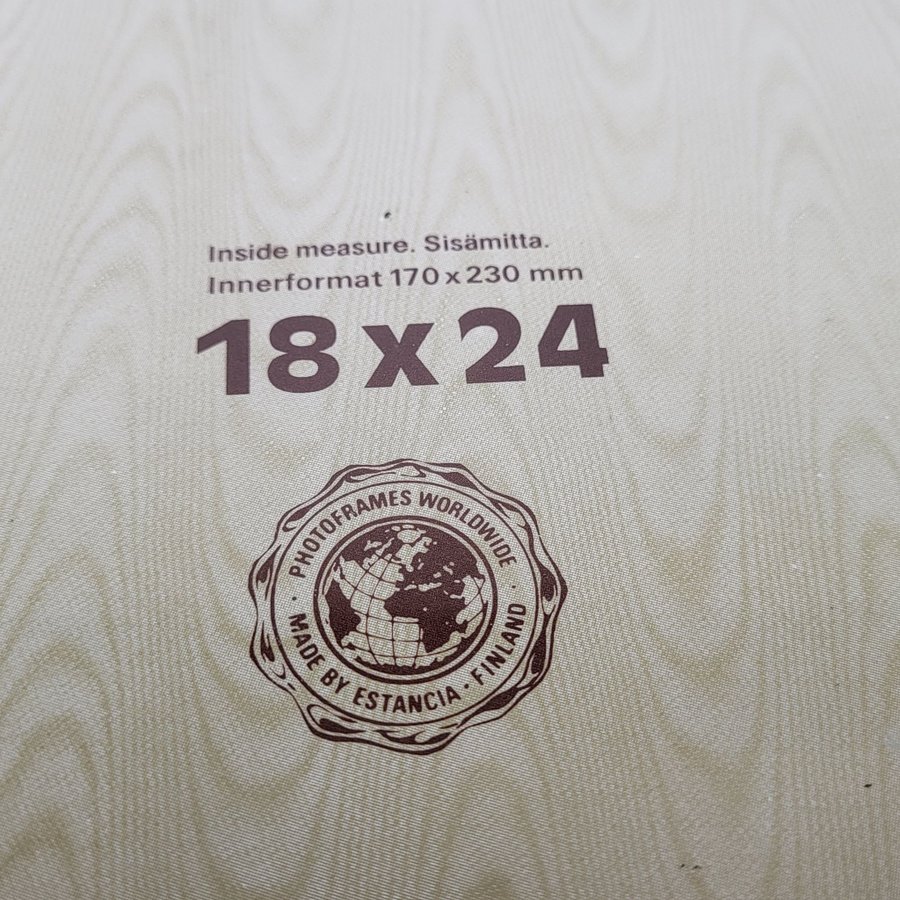 Inside measure. Sisämitta.
Innerformat 170 x 230 mm
18 x 24
PHOTOFRAMES WORLDWIDE
· MADE BY ESTANCIA · FINLAND ·